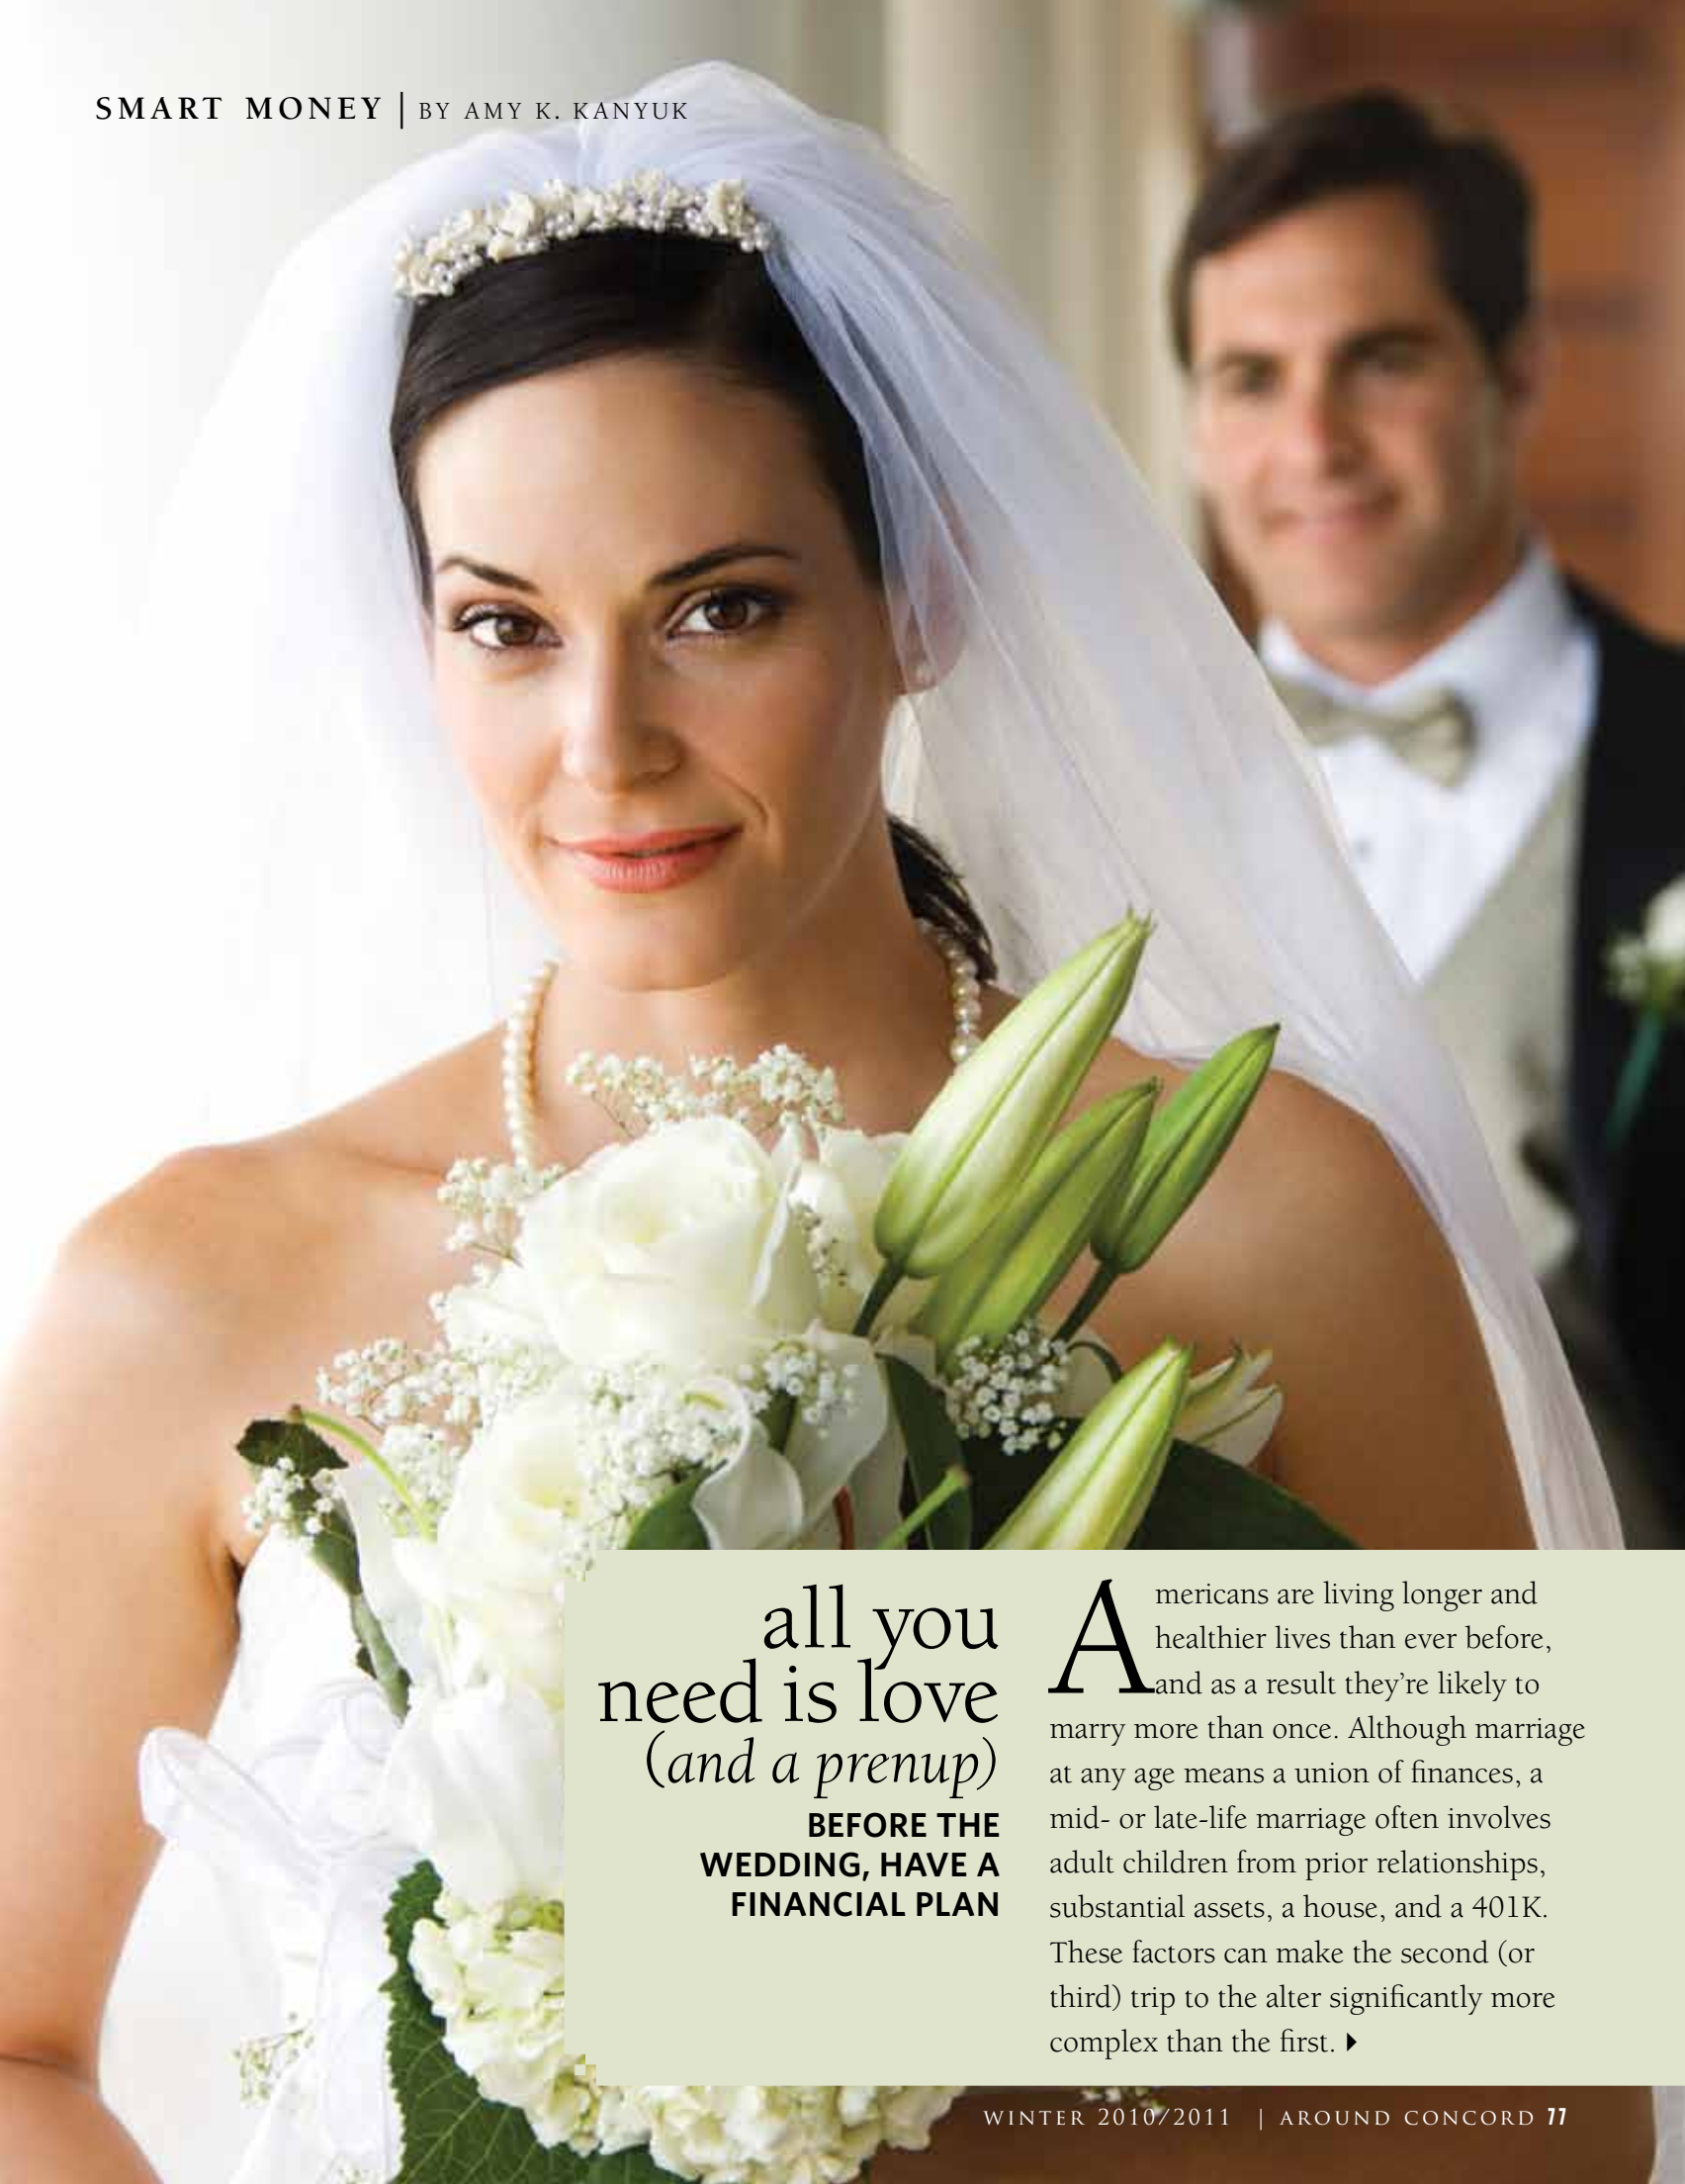 SMART MONEY | BY AMY K. KANYUK
all you
need is love
(and a prenup)
BEFORE THE
WEDDING, HAVE A
FINANCIAL PLAN
Americans are living longer and
healthier lives than ever before,
and as a result they're likely to
marry more than once. Although marriage
at any age means a union of finances, a
mid- or late-life marriage often involves
adult children from prior relationships,
substantial assets, a house, and a 401K.
These factors can make the second (or
third) trip to the alter significantly more
complex than the first.
WINTER 2010/2011 | AROUND CONCORD 77